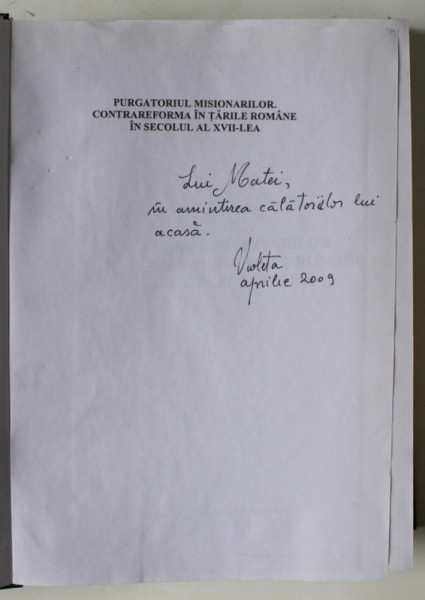 PURGATORIUL MISIONARILOR.
CONTRAREFORMA ÎN ȚĂRILE ROMÂNE
ÎN SECOLUL AL XVII-LEA
Lui Matei,
în amintirea călătoriilor lui
acasă.
Violeta
aprilie 2009